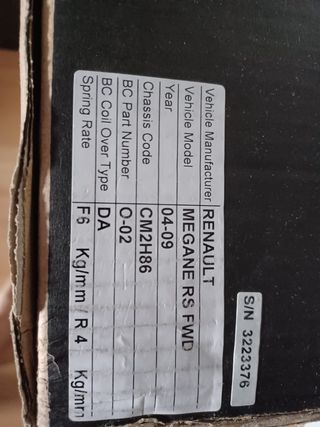 Vehicle Manufacturer RENAULT
Vehicle Model MEGANE RS FWD
Year 04-09
Chassis Code CM2H86
BC Part Number O-02
BC Coil Over Type DA
Spring Rate F6 Kg/mm / R 4 Kg/mm
S/N 3223376